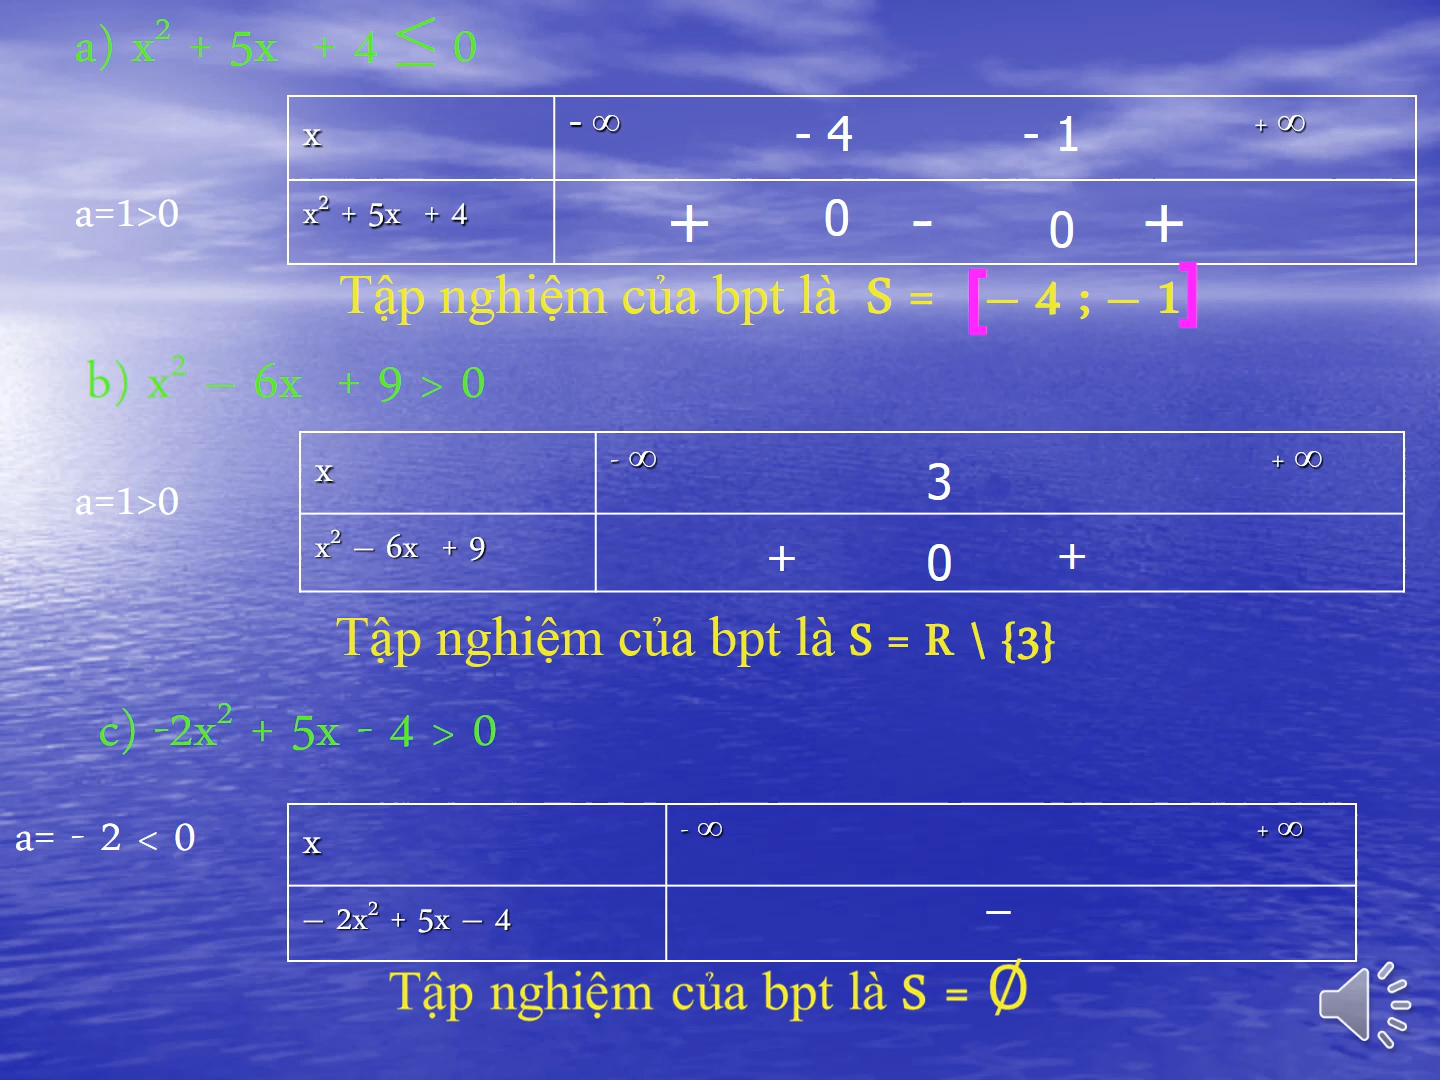 a) x² + 5x + 4 ≤ 0
x - ∞ - 4 - 1 + ∞
a=1>0
x² + 5x + 4 + 0 - 0 +
Tập nghiệm của bpt là S = [– 4 ; – 1]
b) x² – 6x + 9 > 0
x - ∞ 3 + ∞
a=1>0
x² – 6x + 9 + 0 +
Tập nghiệm của bpt là S = R \ {3}
c) -2x² + 5x - 4 > 0
a= - 2 < 0
x - ∞ + ∞
– 2x² + 5x – 4 –
Tập nghiệm của bpt là S = Ø